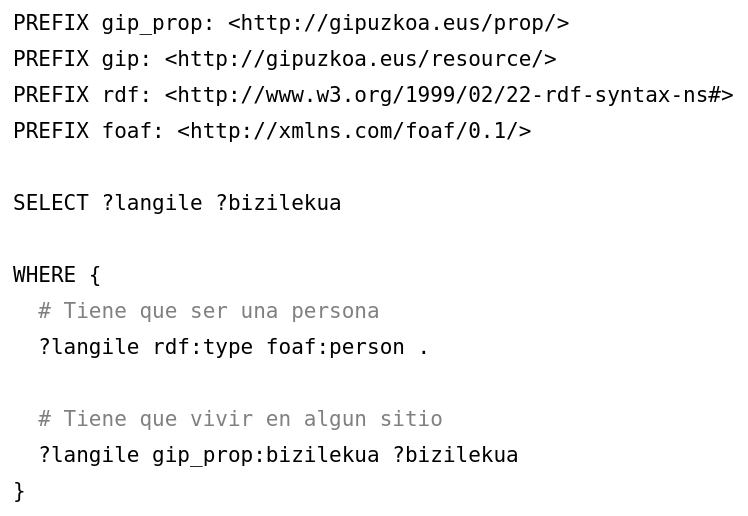 PREFIX gip_prop: <http://gipuzkoa.eus/prop/>
PREFIX gip: <http://gipuzkoa.eus/resource/>
PREFIX rdf: <http://www.w3.org/1999/02/22-rdf-syntax-ns#>
PREFIX foaf: <http://xmlns.com/foaf/0.1/>
SELECT ?langile ?bizilekua
WHERE {
# Tiene que ser una persona
?langile rdf:type foaf:person .
# Tiene que vivir en algun sitio
?langile gip_prop:bizilekua ?bizilekua
}